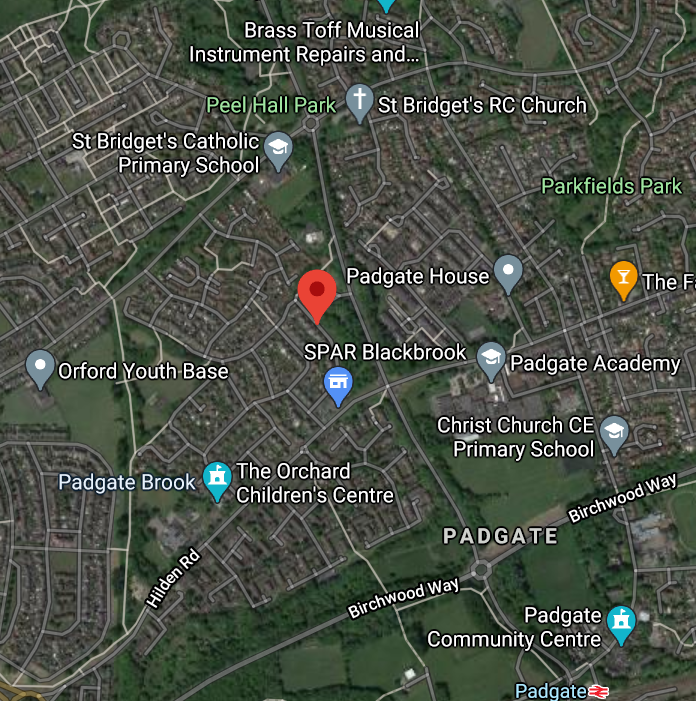 Brass Toff Musical
Instrument Repairs and...
Peel Hall Park
St Bridget's RC Church
St Bridget's Catholic
Primary School
Parkfields Park
Padgate House
The Fa
SPAR Blackbrook
Padgate Academy
Orford Youth Base
Christ Church CE
Primary School
Padgate Brook
The Orchard
Children's Centre
Birchwood Way
PADGATE
Hilden Rd
Birchwood Way
Padgate
Community Centre
Padgate